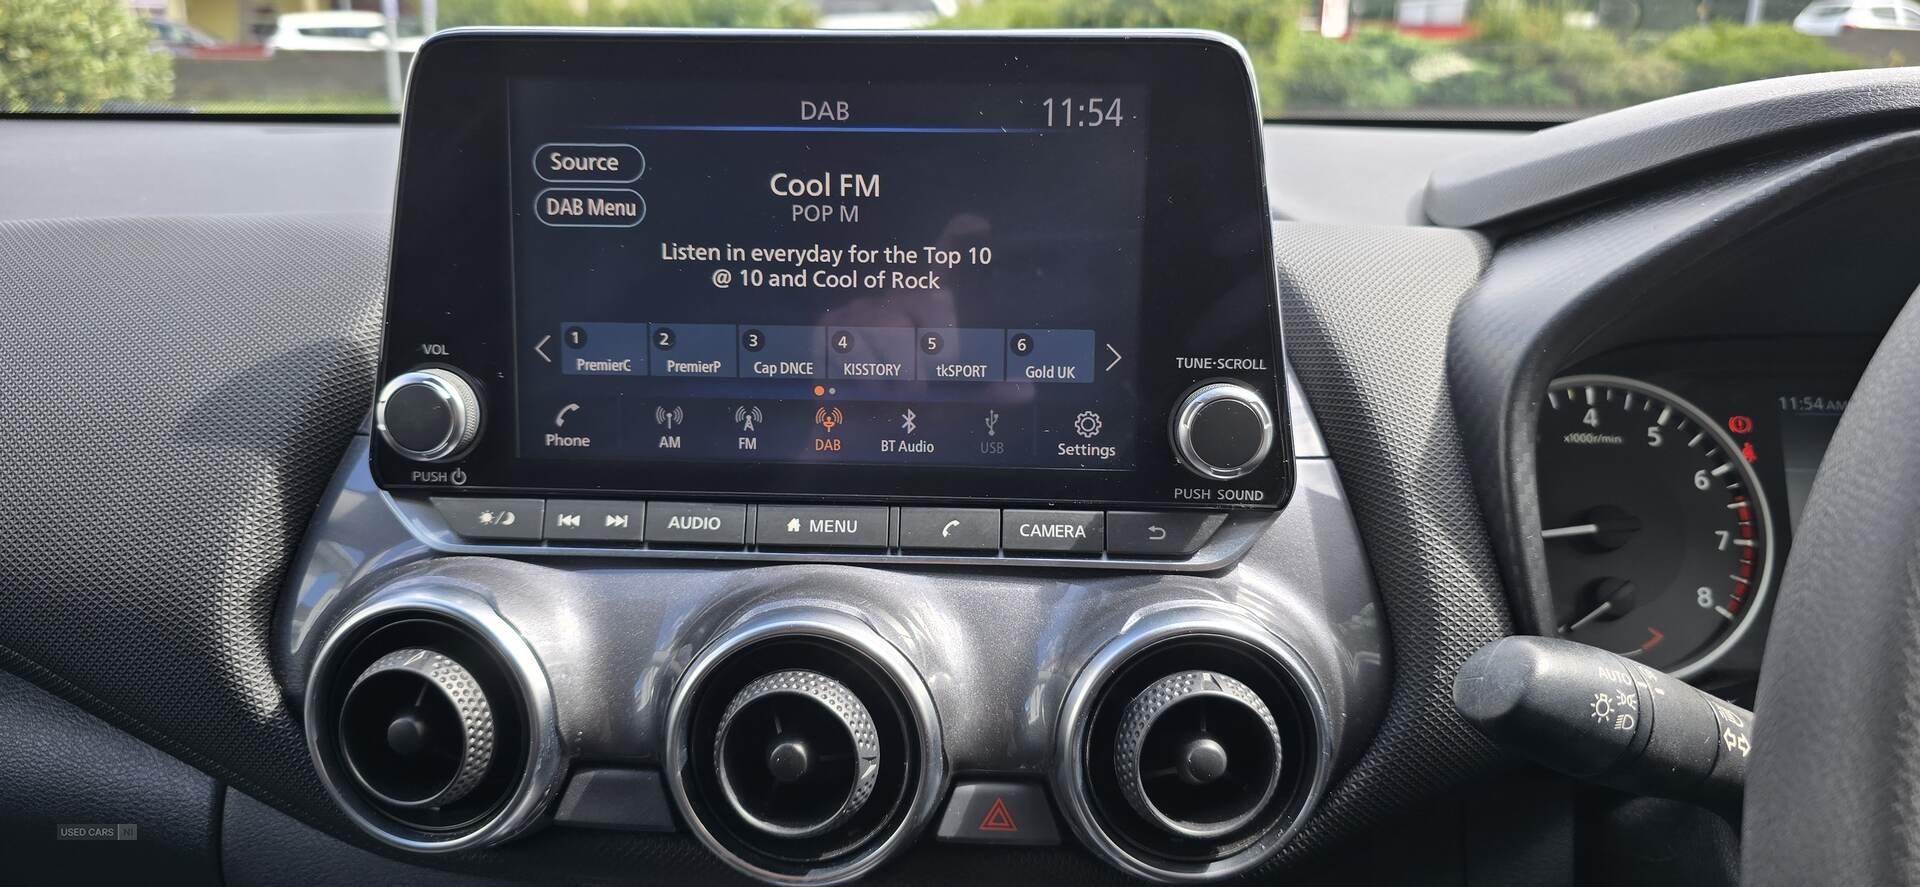 DAB
11:54
Source
DAB Menu
Cool FM
POP M
Listen in everyday for the Top 10
@ 10 and Cool of Rock
1 PremierC
2 PremierP
3 Cap DNCE
4 KISSTORY
5 tkSPORT
6 Gold UK
Phone
AM
FM
DAB
BT Audio
USB
Settings
VOL
PUSH
TUNE·SCROLL
PUSH SOUND
AUDIO
MENU
CAMERA
11:54 AM
4
x1000r/min
5
6
7
8
AUTO
USED CARS NI